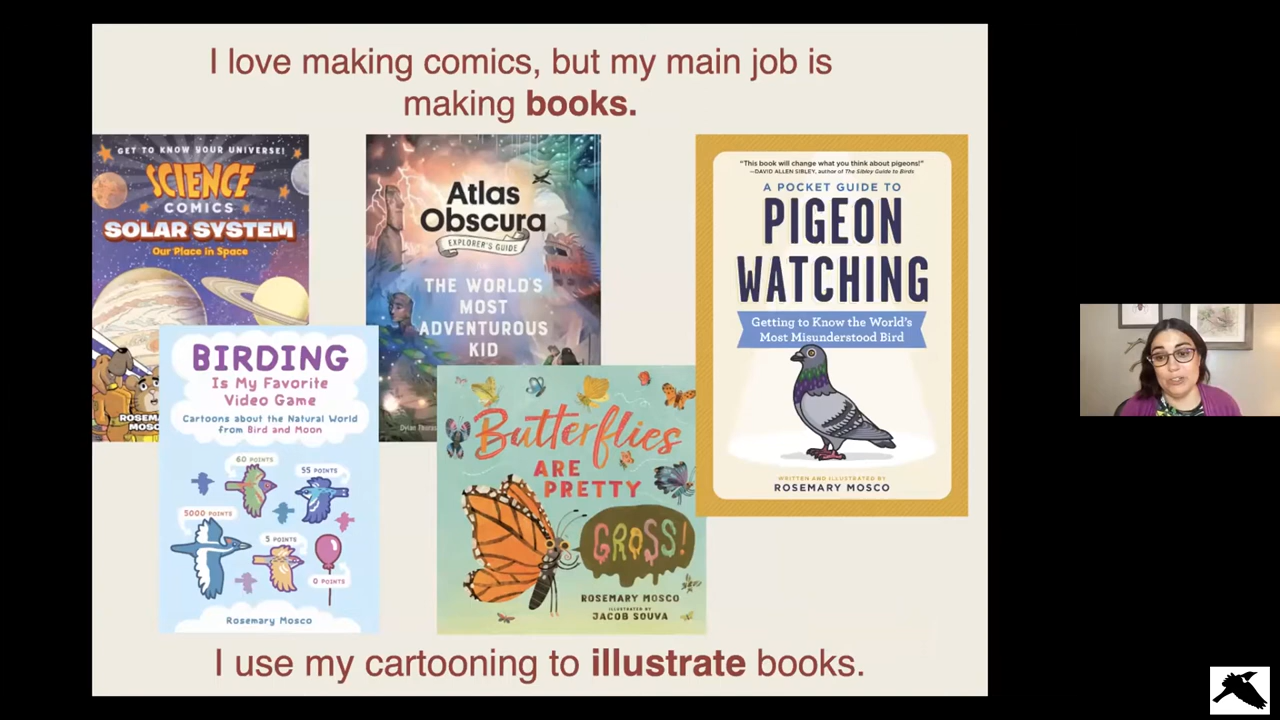 I love making comics, but my main job is
making books.
GET TO KNOW YOUR UNIVERSE!
SCIENCE
COMICS
SOLAR SYSTEM
Our Place in Space
Atlas
Obscura
EXPLORER'S GUIDE
THE WORLD'S
MOST
ADVENTUROUS
KID
"This book will change what you think about pigeons!"
—DAVID ALLEN SIBLEY, author of The Sibley Guide to Birds
A POCKET GUIDE TO
PIGEON
WATCHING
Getting to Know the World's
Most Misunderstood Bird
WRITTEN AND ILLUSTRATED BY
ROSEMARY MOSCO
BIRDING
Is My Favorite
Video Game
Cartoons about the Natural World
from Bird and Moon
60 POINTS
55 POINTS
5000 POINTS
5 POINTS
0 POINTS
Rosemary Mosco
Butterflies
ARE
PRETTY
GROSS!
ROSEMARY MOSCO
ILLUSTRATED BY
JACOB SOUVA
I use my cartooning to illustrate books.